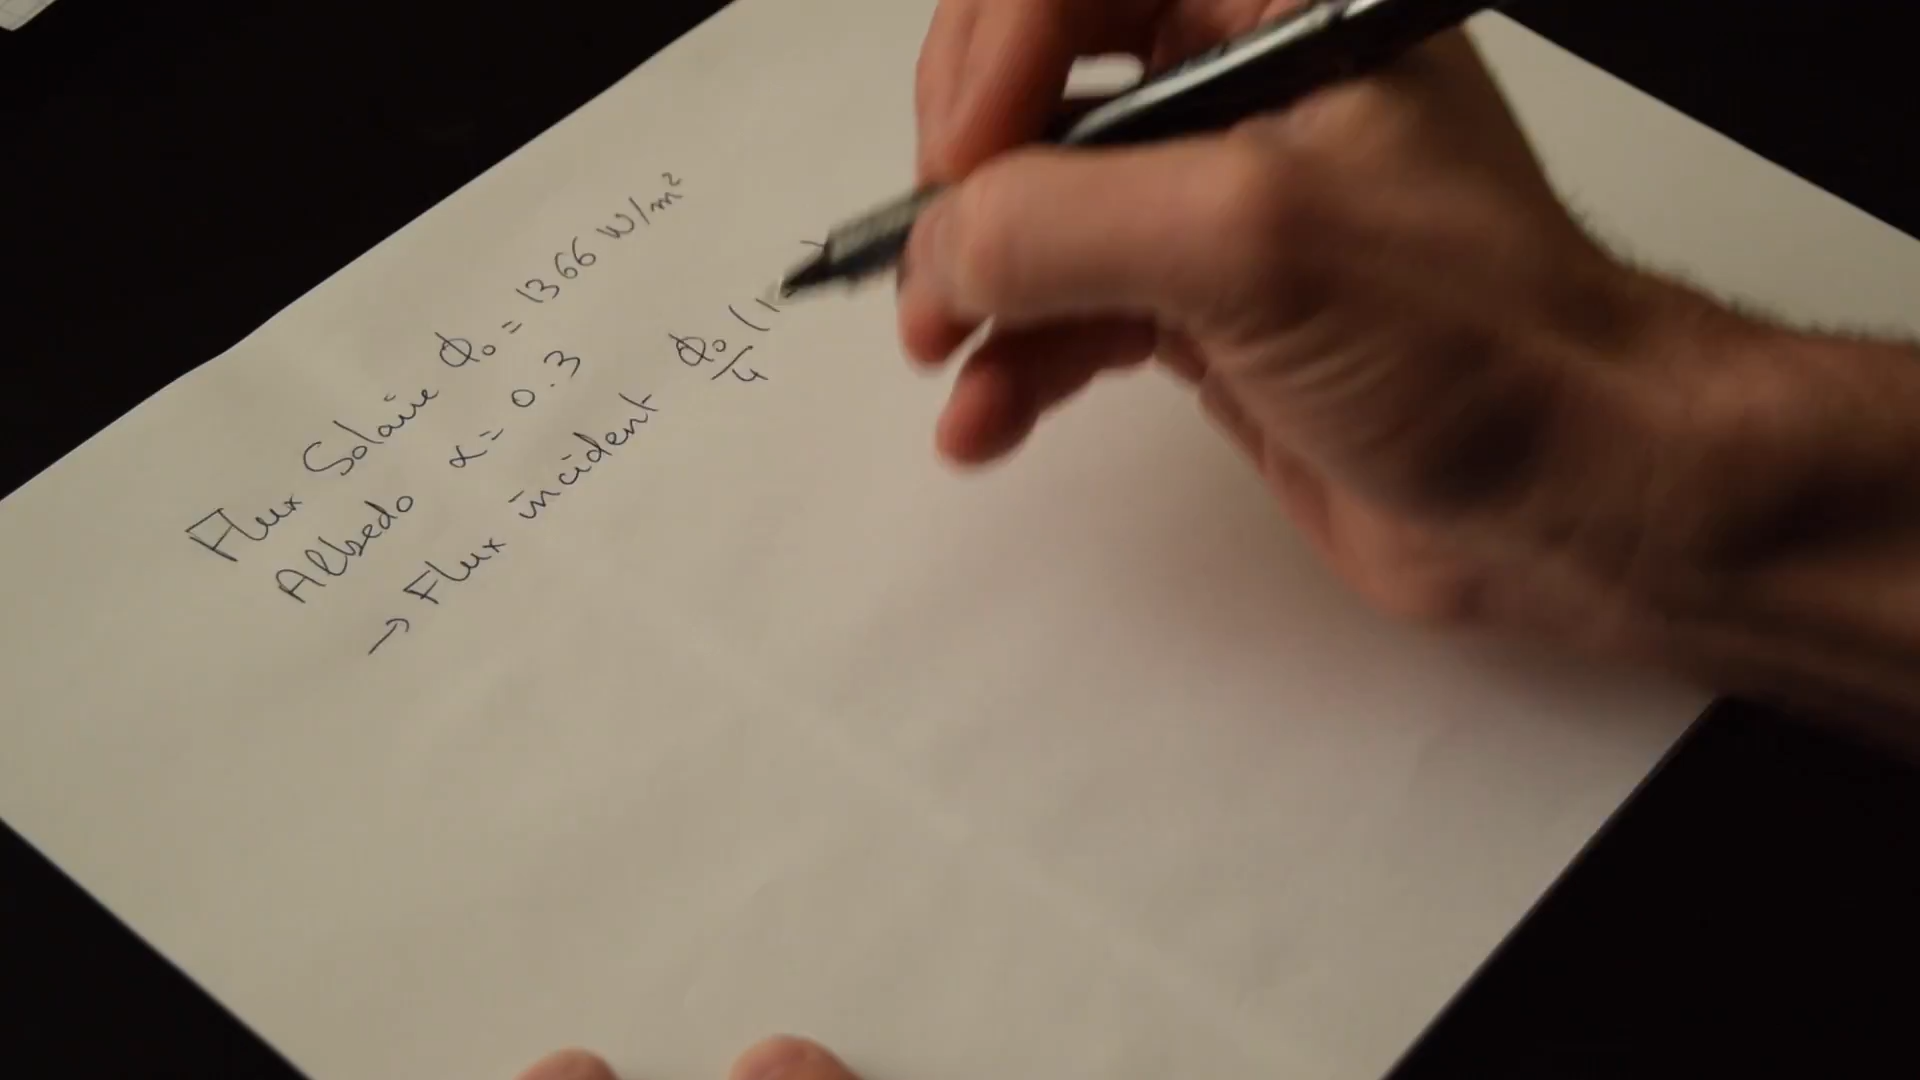 Flux Solaire ϕ₀ = 1366 W/m²
Albedo α = 0.3
→ Flux incident ϕ₀/4 (1-